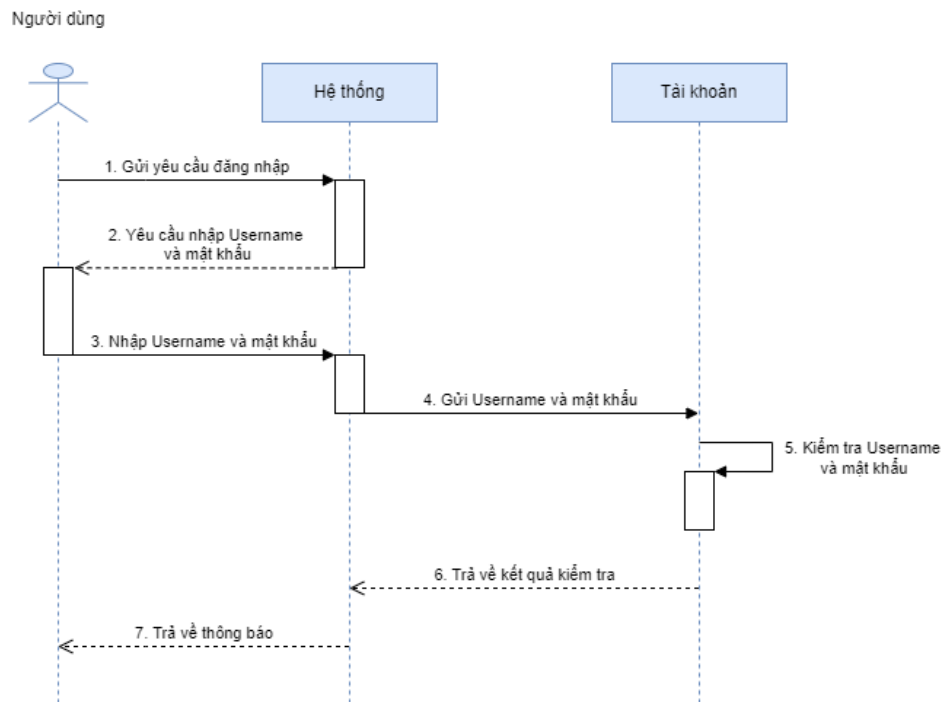 Người dùng
Hệ thống
Tài khoản
1. Gửi yêu cầu đăng nhập
2. Yêu cầu nhập Username
và mật khẩu
3. Nhập Username và mật khẩu
4. Gửi Username và mật khẩu
5. Kiểm tra Username
và mật khẩu
6. Trả về kết quả kiểm tra
7. Trả về thông báo